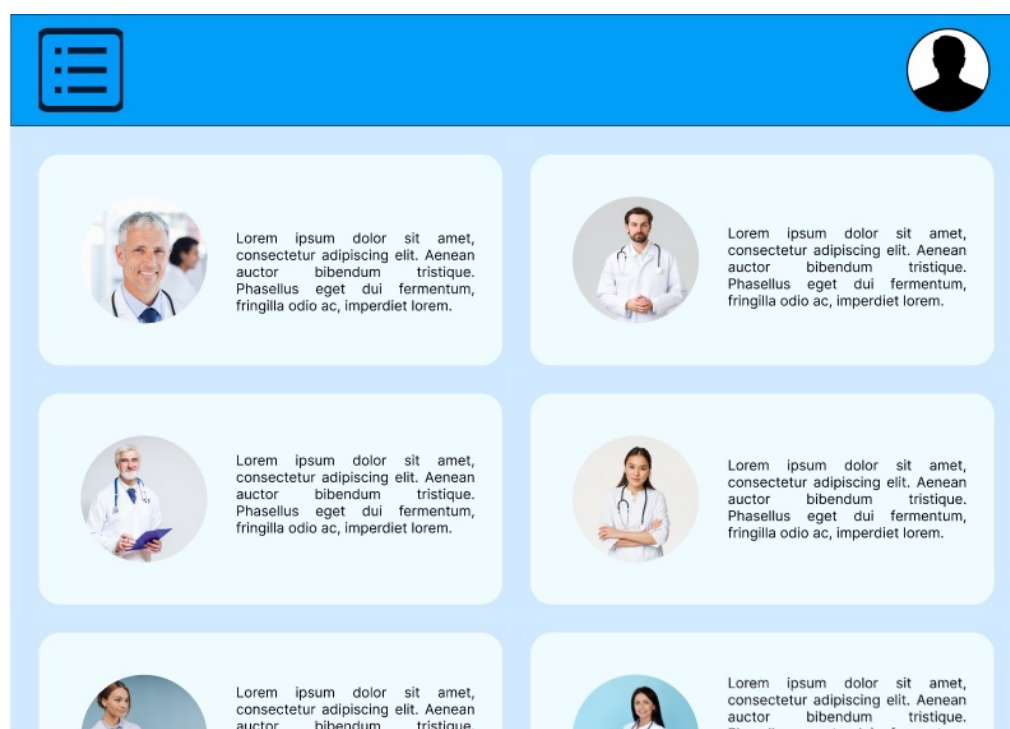 Lorem ipsum dolor sit amet,
consectetur adipiscing elit. Aenean
auctor bibendum tristique.
Phasellus eget dui fermentum,
fringilla odio ac, imperdiet lorem.
Lorem ipsum dolor sit amet,
consectetur adipiscing elit. Aenean
auctor bibendum tristique.
Phasellus eget dui fermentum,
fringilla odio ac, imperdiet lorem.
Lorem ipsum dolor sit amet,
consectetur adipiscing elit. Aenean
auctor bibendum tristique.
Phasellus eget dui fermentum,
fringilla odio ac, imperdiet lorem.
Lorem ipsum dolor sit amet,
consectetur adipiscing elit. Aenean
auctor bibendum tristique.
Phasellus eget dui fermentum,
fringilla odio ac, imperdiet lorem.
Lorem ipsum dolor sit amet,
consectetur adipiscing elit. Aenean
auctor bibendum tristique.
Lorem ipsum dolor sit amet,
consectetur adipiscing elit. Aenean
auctor bibendum tristique.